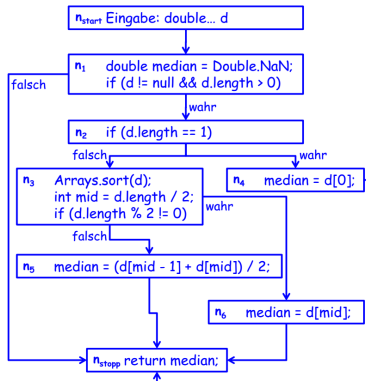 n_start Eingabe: double… d
n₁ double median = Double.NaN;
if (d != null && d.length > 0)
falsch
wahr
n₂ if (d.length == 1)
falsch
wahr
n₃ Arrays.sort(d);
int mid = d.length / 2;
if (d.length % 2 != 0)
n₄ median = d[0];
wahr
falsch
n₅ median = (d[mid - 1] + d[mid]) / 2;
n₆ median = d[mid];
n_stopp return median;